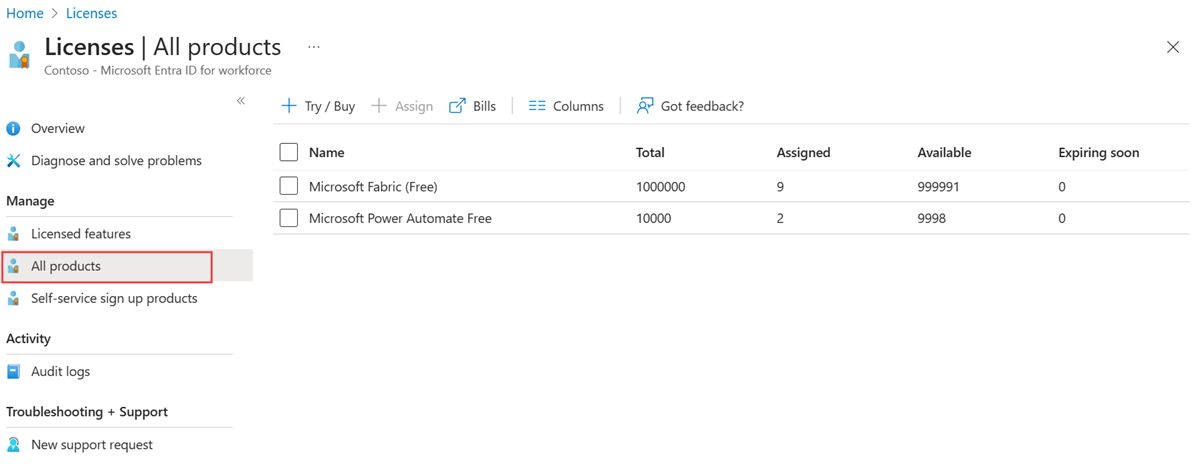 Home > Licenses
Licenses | All products ...
Contoso - Microsoft Entra ID for workforce
«
Overview
Diagnose and solve problems
Manage
Licensed features
All products
Self-service sign up products
Activity
Audit logs
Troubleshooting + Support
New support request
Try / Buy Assign Bills Columns Got feedback?
Name Total Assigned Available Expiring soon
Microsoft Fabric (Free) 1000000 9 999991 0
Microsoft Power Automate Free 10000 2 9998 0